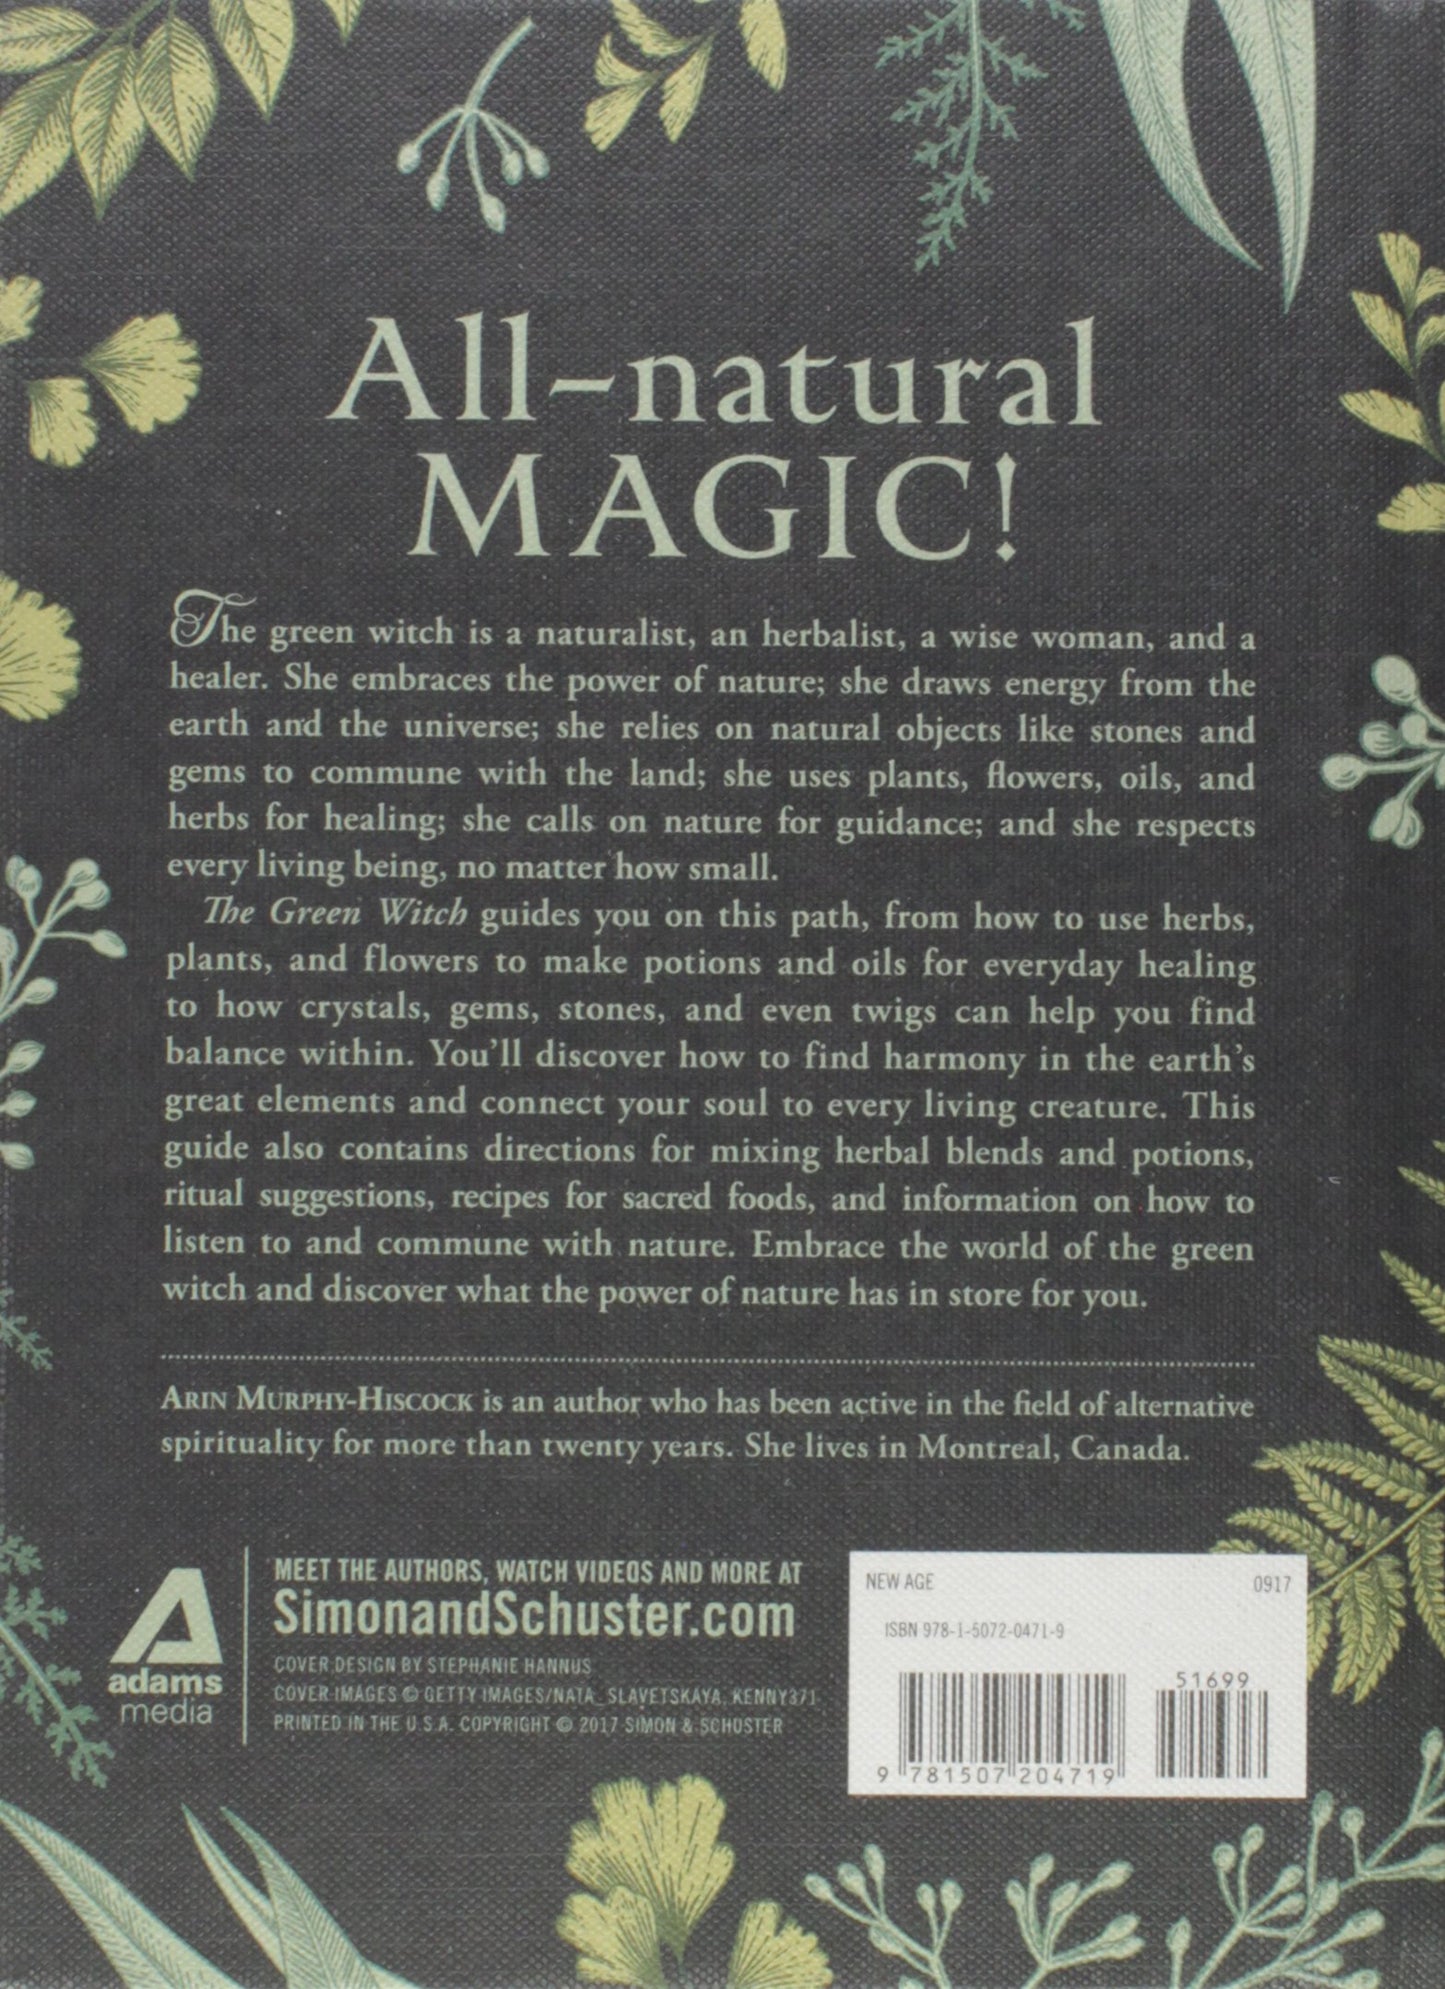 All-natural
MAGIC!
The green witch is a naturalist, an herbalist, a wise woman, and a
healer. She embraces the power of nature; she draws energy from the
earth and the universe; she relies on natural objects like stones and
gems to commune with the land; she uses plants, flowers, oils, and
herbs for healing; she calls on nature for guidance; and she respects
every living being, no matter how small.
The Green Witch guides you on this path, from how to use herbs,
plants, and flowers to make potions and oils for everyday healing
to how crystals, gems, stones, and even twigs can help you find
balance within. You'll discover how to find harmony in the earth's
great elements and connect your soul to every living creature. This
guide also contains directions for mixing herbal blends and potions,
ritual suggestions, recipes for sacred foods, and information on how to
listen to and commune with nature. Embrace the world of the green
witch and discover what the power of nature has in store for you.
ARIN MURPHY-HISCOCK is an author who has been active in the field of alternative
spirituality for more than twenty years. She lives in Montreal, Canada.
adams
media
MEET THE AUTHORS, WATCH VIDEOS AND MORE AT
SimonandSchuster.com
COVER DESIGN BY STEPHANIE HANNUS
COVER IMAGES © GETTY IMAGES/NATA_SLAVETSKAYA, KENNY371
PRINTED IN THE U.S.A. COPYRIGHT © 2017 SIMON & SCHUSTER
NEW AGE 0917
ISBN 978-1-5072-0471-9
51699
9 781507 204719